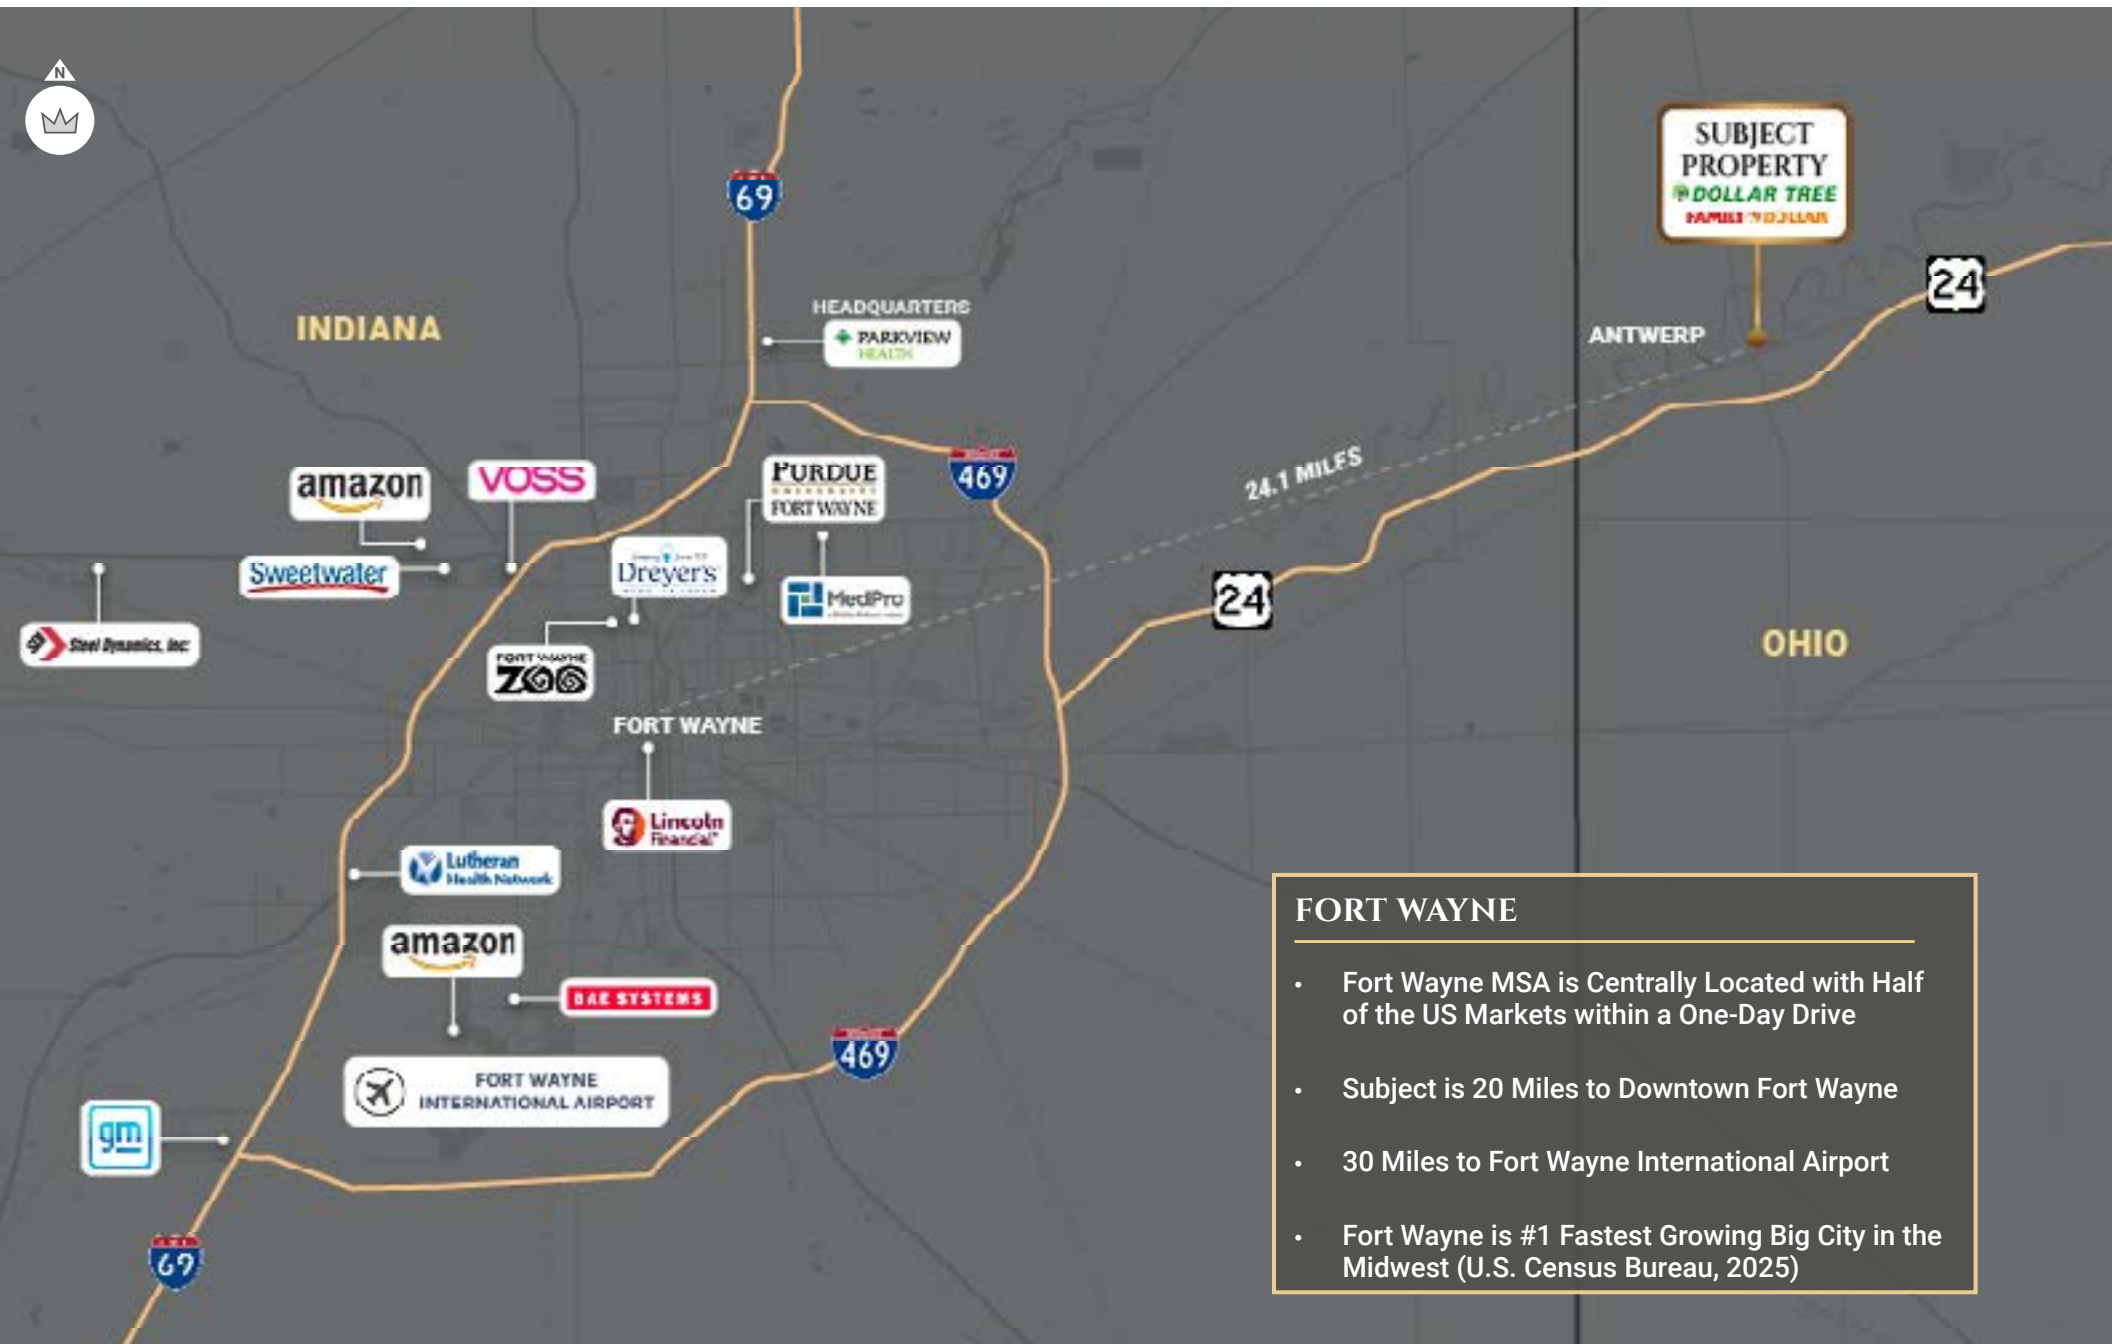 N
SUBJECT
PROPERTY
DOLLAR TREE
FAMILY DOLLAR
69
24
HEADQUARTERS
PARKVIEW
HEALTH
INDIANA
ANTWERP
24.1 MILES
469
amazon
VOSS
PURDUE
UNIVERSITY
FORT WAYNE
Sweetwater
Dreyer's
MedPro
24
Steel Dynamics, Inc.
FORT WAYNE
ZOO
OHIO
FORT WAYNE
Lincoln
Financial
Lutheran
Health Network
amazon
BAE SYSTEMS
469
FORT WAYNE
INTERNATIONAL AIRPORT
gm
69
FORT WAYNE
• Fort Wayne MSA is Centrally Located with Half
of the US Markets within a One-Day Drive
• Subject is 20 Miles to Downtown Fort Wayne
• 30 Miles to Fort Wayne International Airport
• Fort Wayne is #1 Fastest Growing Big City in the
Midwest (U.S. Census Bureau, 2025)